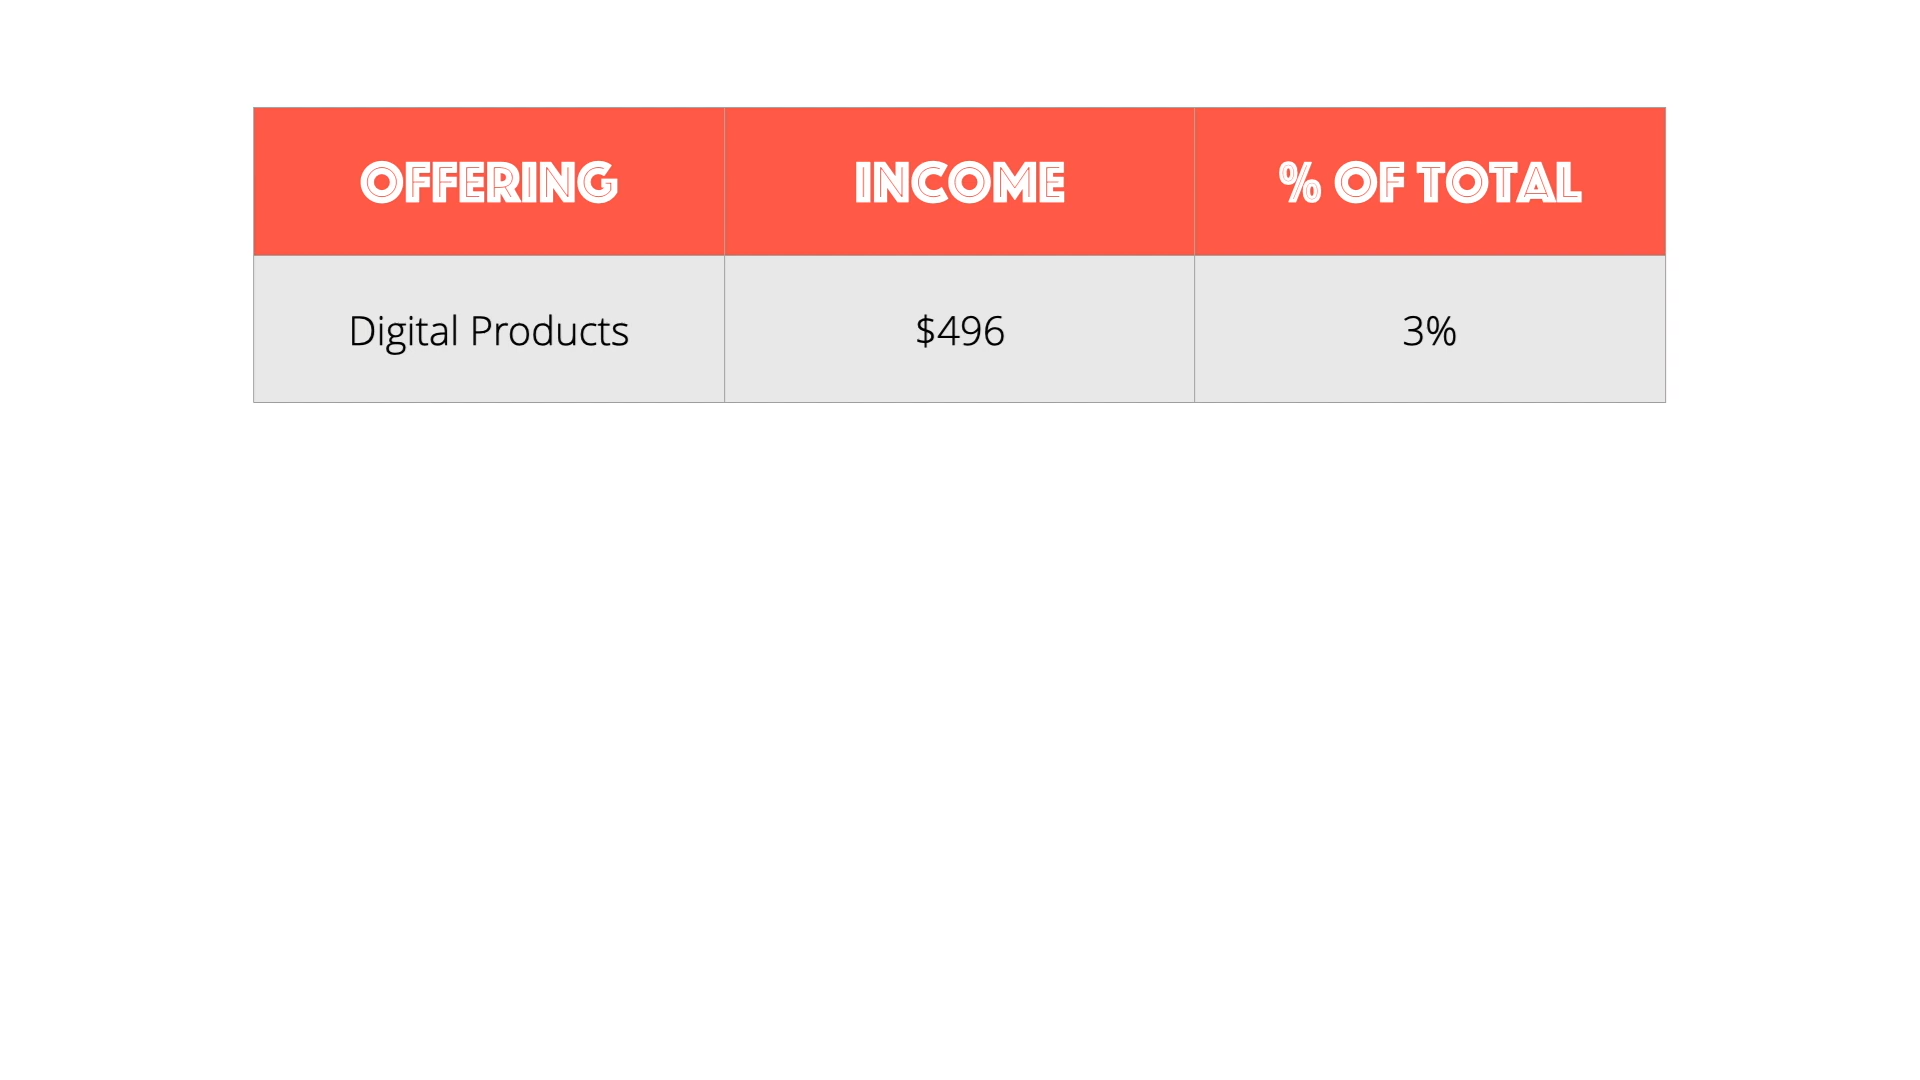 OFFERING INCOME % OF TOTAL
Digital Products $496 3%